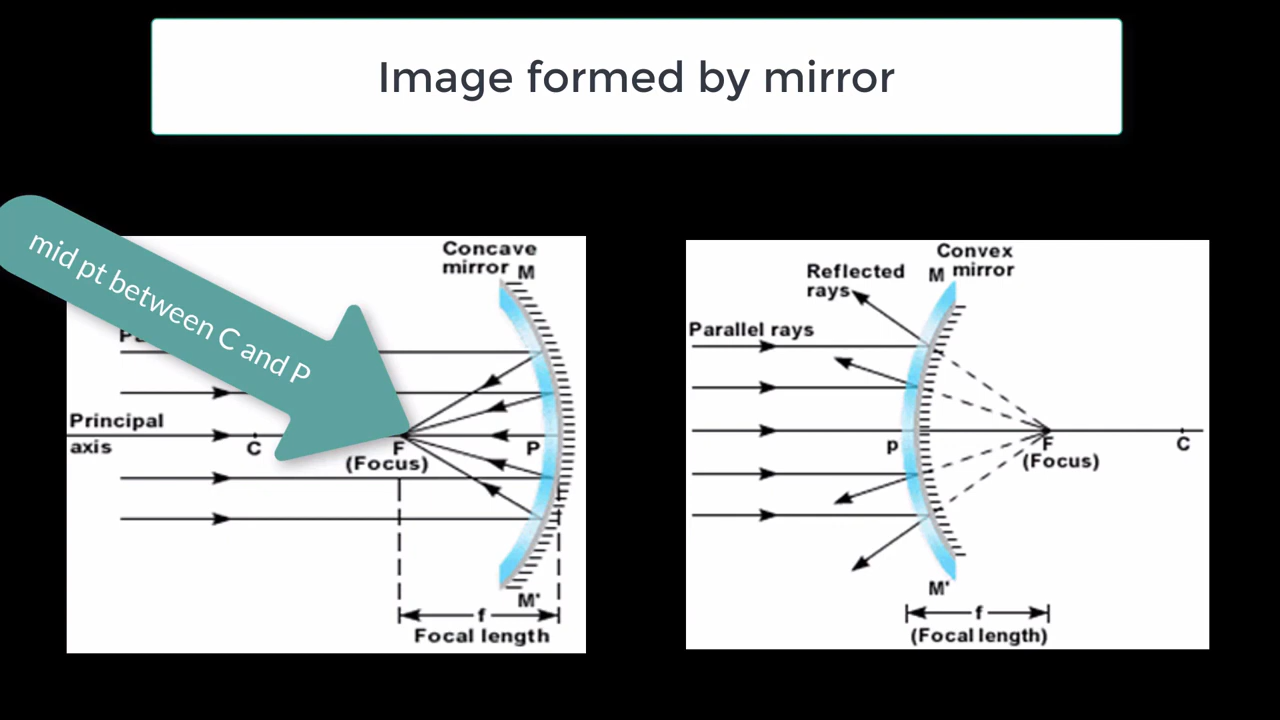 Image formed by mirror
mid pt between C and P
Concave
mirror
M
Principal
axis
C
F
(Focus)
P
M'
f
Focal length
Convex
mirror
M
Reflected
rays
Parallel rays
p
F
(Focus)
C
M'
f
(Focal length)